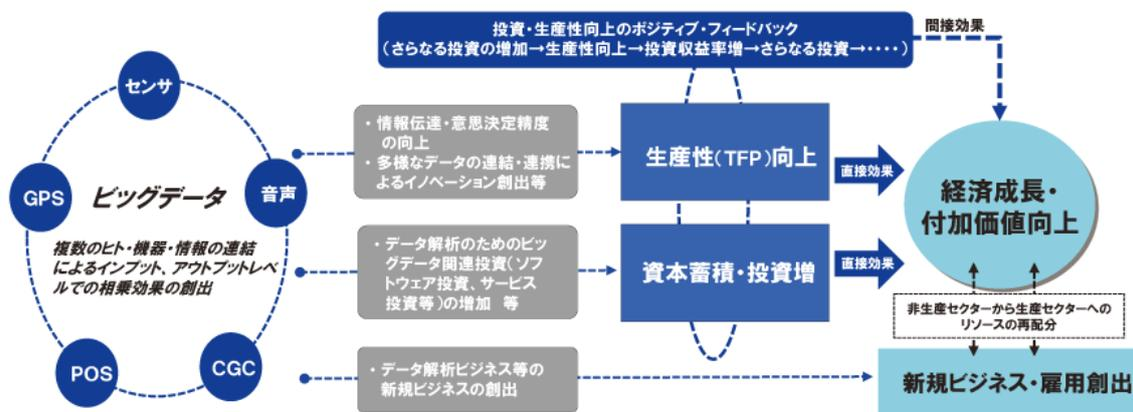 投資・生産性向上のポジティブ・フィードバック
（さらなる投資の増加→生産性向上→投資収益率増→さらなる投資→・・・・）
間接効果
センサ
GPS
音声
POS
CGC
ビッグデータ
複数のヒト・機器・情報の連結
によるインプット、アウトプットレベ
ルでの相乗効果の創出
・情報伝達・意思決定精度
の向上
・多様なデータの連結・連携に
よるイノベーション創出等
生産性（TFP）向上
直接効果
経済成長・
付加価値向上
・データ解析のためのビッ
グデータ関連投資（ソフ
トウェア投資、サービス
投資等）の増加 等
資本蓄積・投資増
直接効果
非生産セクターから生産セクターへの
リソースの再配分
・データ解析ビジネス等の
新規ビジネスの創出
新規ビジネス・雇用創出